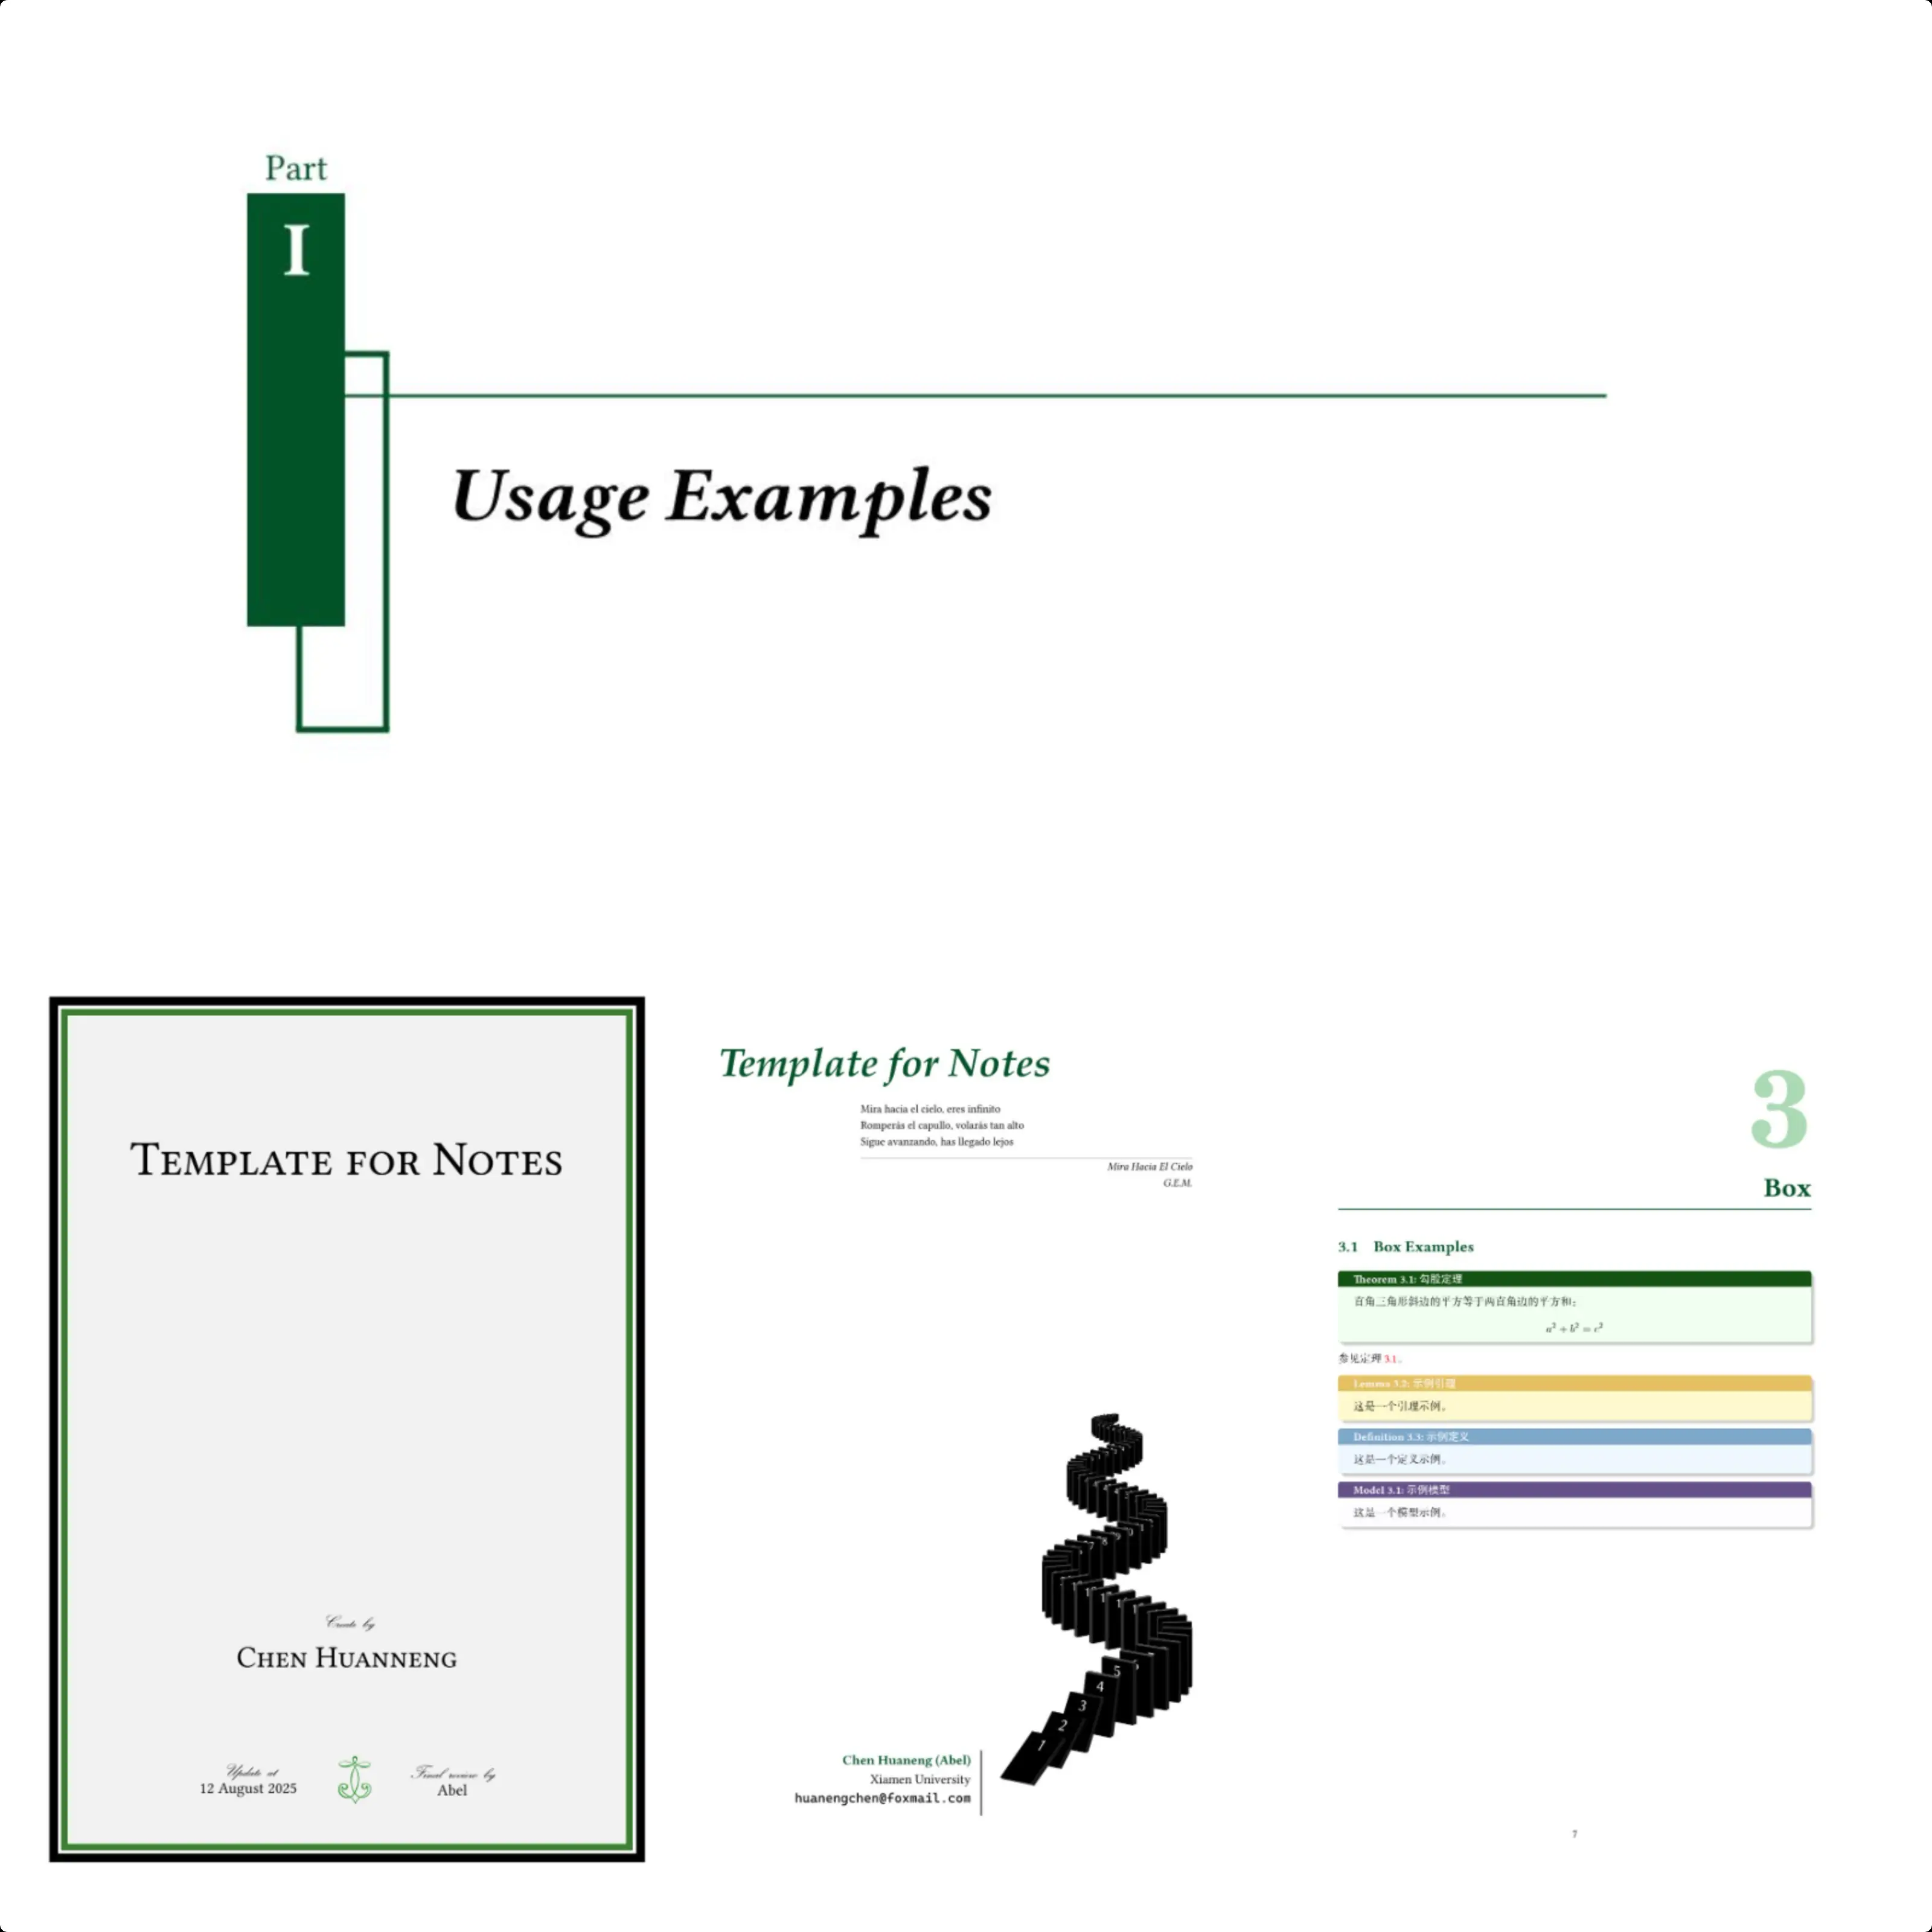 Part
I
Usage Examples
TEMPLATE FOR NOTES
Create by
CHEN HUANNENG
Update at
12 August 2025
Final review by
Abel
Template for Notes
Mira hacia el cielo, eres infinito
Romperás el capullo, volarás tan alto
Sigue avanzando, has llegado lejos
Mira Hacia El Cielo
G.E.M.
5
4
3
2
1
Chen Huaneng (Abel)
Xiamen University
huanengchen@foxmail.com
3
Box
3.1 Box Examples
Theorem 3.1: 勾股定理
直角三角形斜边的平方等于两直角边的平方和:
a² + b² = c²
参见定理 3.1。
Lemma 3.2: 示例引理
这是一个引理示例。
Definition 3.3: 示例定义
这是一个定义示例。
Model 3.1: 示例模型
这是一个模型示例。
7